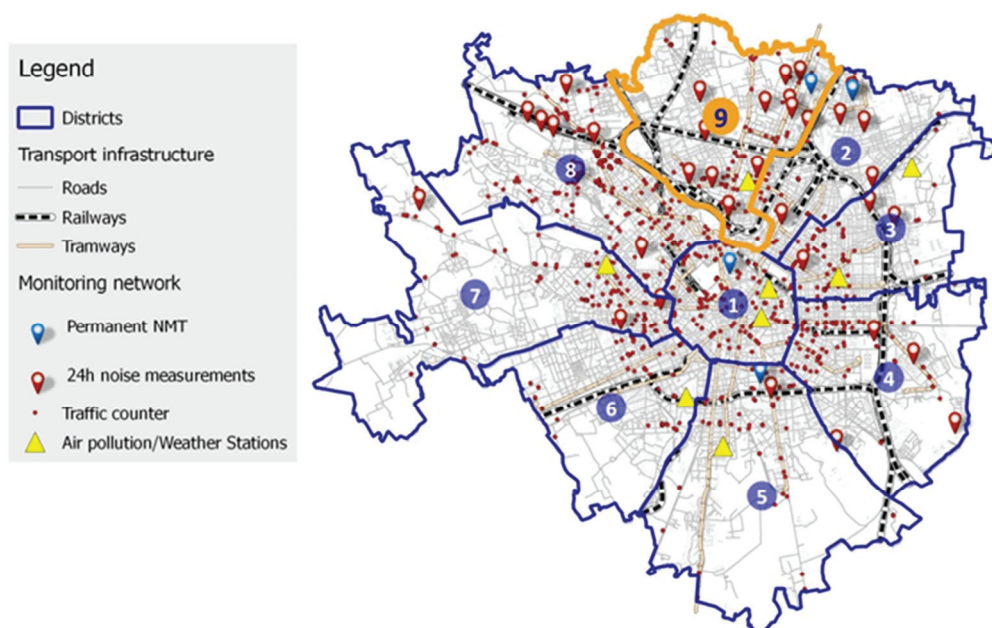 Legend
Districts
Transport infrastructure
Roads
Railways
Tramways
Monitoring network
Permanent NMT
24h noise measurements
Traffic counter
Air pollution/Weather Stations
9
2
8
3
7
1
4
6
5